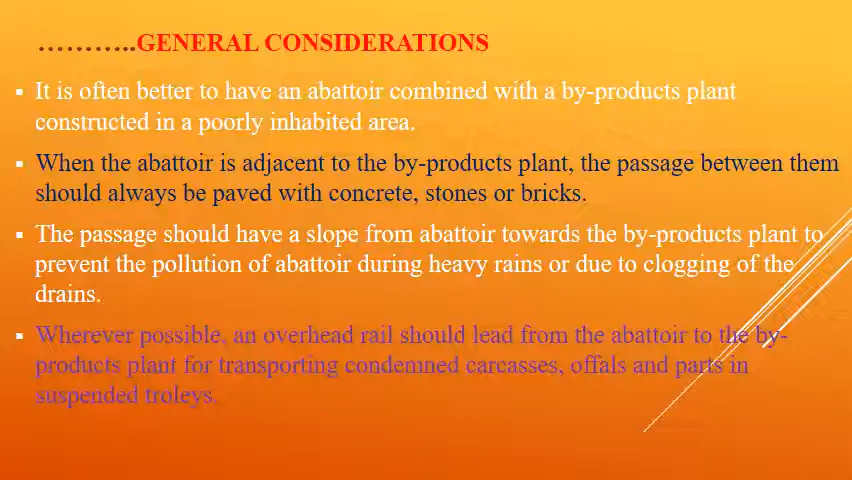 ………..GENERAL CONSIDERATIONS
▪ It is often better to have an abattoir combined with a by-products plant
constructed in a poorly inhabited area.
▪ When the abattoir is adjacent to the by-products plant, the passage between them
should always be paved with concrete, stones or bricks.
▪ The passage should have a slope from abattoir towards the by-products plant to
prevent the pollution of abattoir during heavy rains or due to clogging of the
drains.
▪ Wherever possible, an overhead rail should lead from the abattoir to the by-
products plant for transporting condemned carcasses, offals and parts in
suspended troleys.